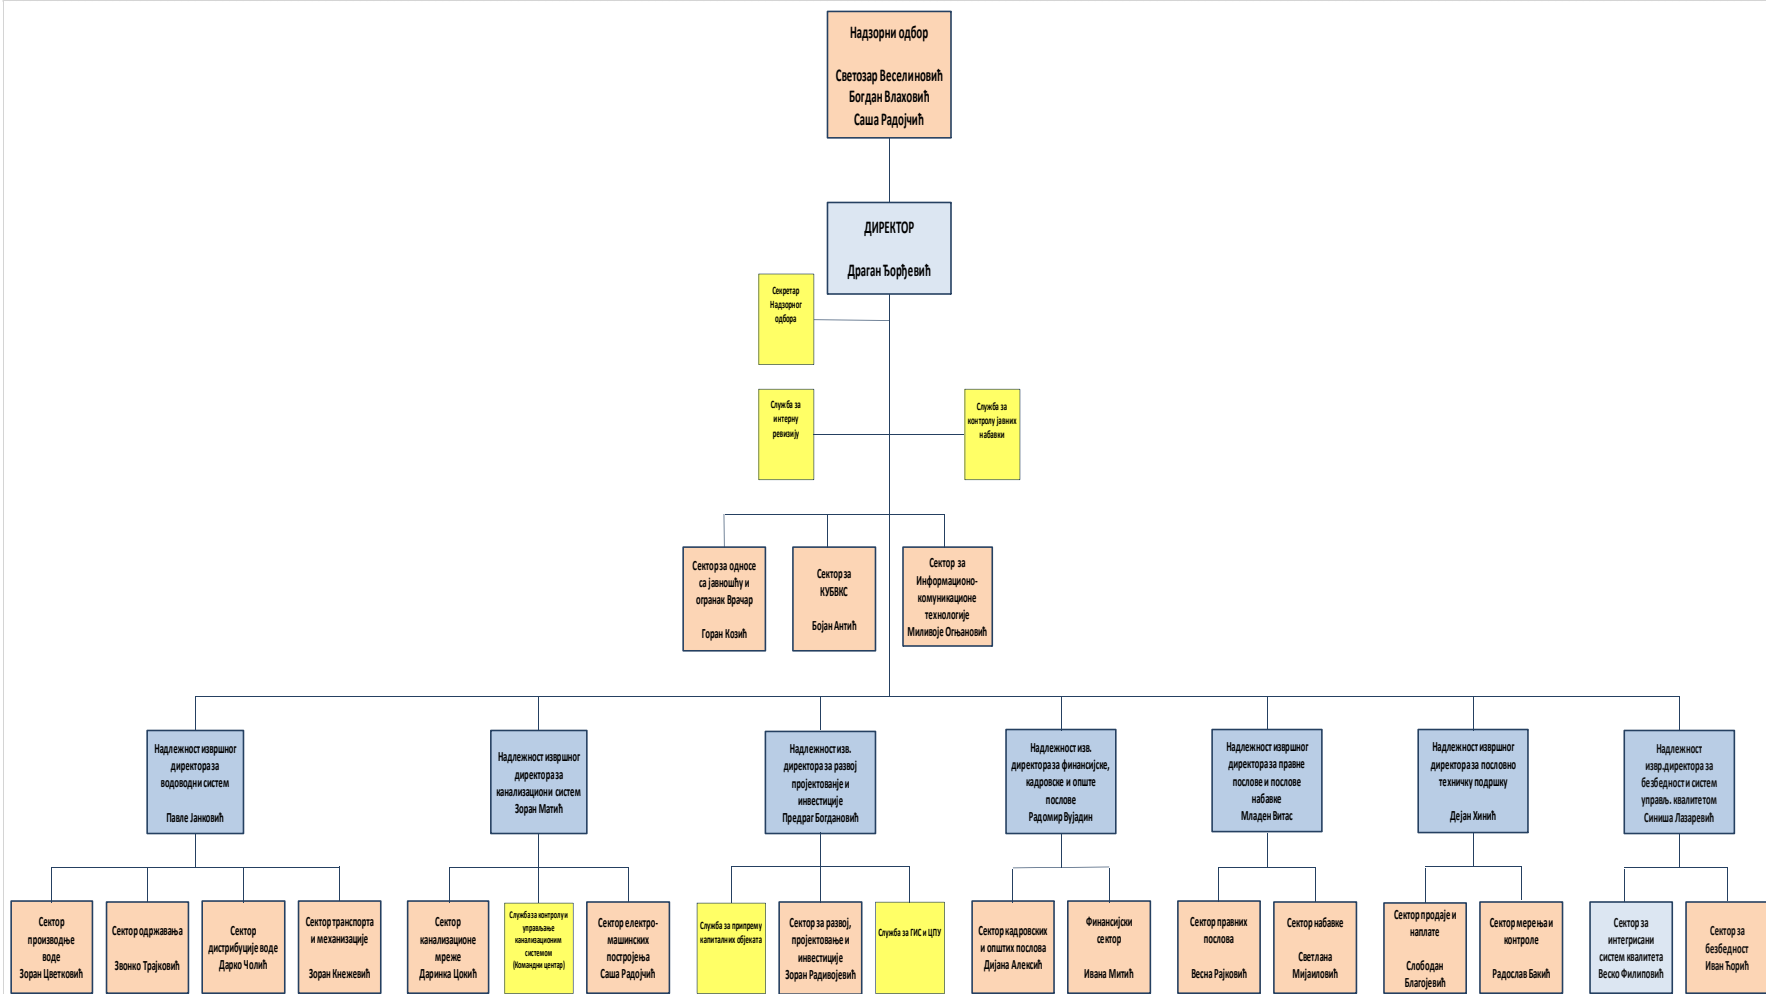 Надзорни одбор
Светозар Веселиновић
Богдан Влаховић
Саша Радојчић
ДИРЕКТОР
Драган Ђорђевић
Секретар
Надзорног
одбора
Служба за
интерну
ревизију
Служба за
контролу јавних
набавки
Сектор за односе
са јавношћу и
огранак Врачар
Горан Козић
Сектор за
КУБВКС
Бојан Антић
Сектор за
Информационо-
комуникационе
технологије
Миливоје Огњановић
Надлежност извршног
директора за
водоводни систем
Павле Јанковић
Надлежност извршног
директора за
канализациони систем
Зоран Матић
Надлежност изв.
директора за развој
пројектовање и
инвестиције
Предраг Богдановић
Надлежност изв.
директора за финансијске,
кадровске и опште
послове
Радомир Вујадин
Надлежност извршног
директора за правне
послове и послове
набавке
Младен Витас
Надлежност извршног
директора за пословно
техничку подршку
Дејан Хинић
Надлежност
извр.директора за
безбедност и систем
управљ. квалитетом
Синиша Лазаревић
Сектор
производње
воде
Зоран Цветковић
Сектор одржавања
Звонко Трајковић
Сектор
дистрибуције воде
Дарко Чолић
Сектор транспорта
и механизације
Зоран Кнежевић
Сектор
канализационе
мреже
Даринка Цокић
Служба за контролу и
управљање
канализационим
системом
(Командни центар)
Сектор електро-
машинских
постројења
Саша Радојчић
Служба за припрему
капиталних објеката
Сектор за развој,
пројектовање и
инвестиције
Зоран Радивојевић
Служба за ГИС и ЦПУ
Сектор кадровских
и општих послова
Дијана Алексић
Финансијски
сектор
Ивана Митић
Сектор правних
послова
Весна Рајковић
Сектор набавке
Светлана
Мијаиловић
Сектор продаје и
наплате
Слободан
Благојевић
Сектор мерења и
контроле
Радослав Бакић
Сектор за
интегрисани
систем квалитета
Веско Филиповић
Сектор за
безбедност
Иван Ђорић